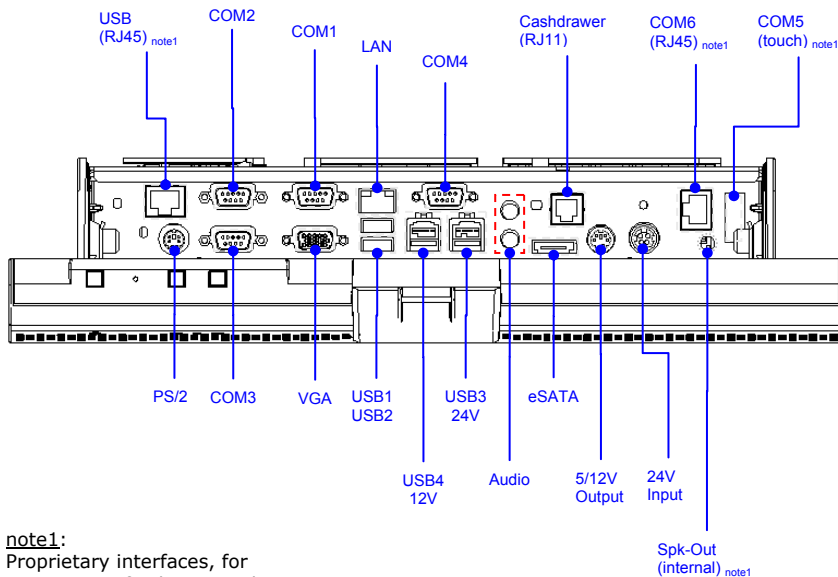 USB
(RJ45) note1
COM2
COM1
LAN
COM4
Cashdrawer
(RJ11)
COM6
(RJ45) note1
COM5
(touch) note1
PS/2
COM3
VGA
USB1
USB2
USB3
24V
eSATA
USB4
12V
Audio
5/12V
Output
24V
Input
Spk-Out
(internal) note1
note1:
Proprietary interfaces, for